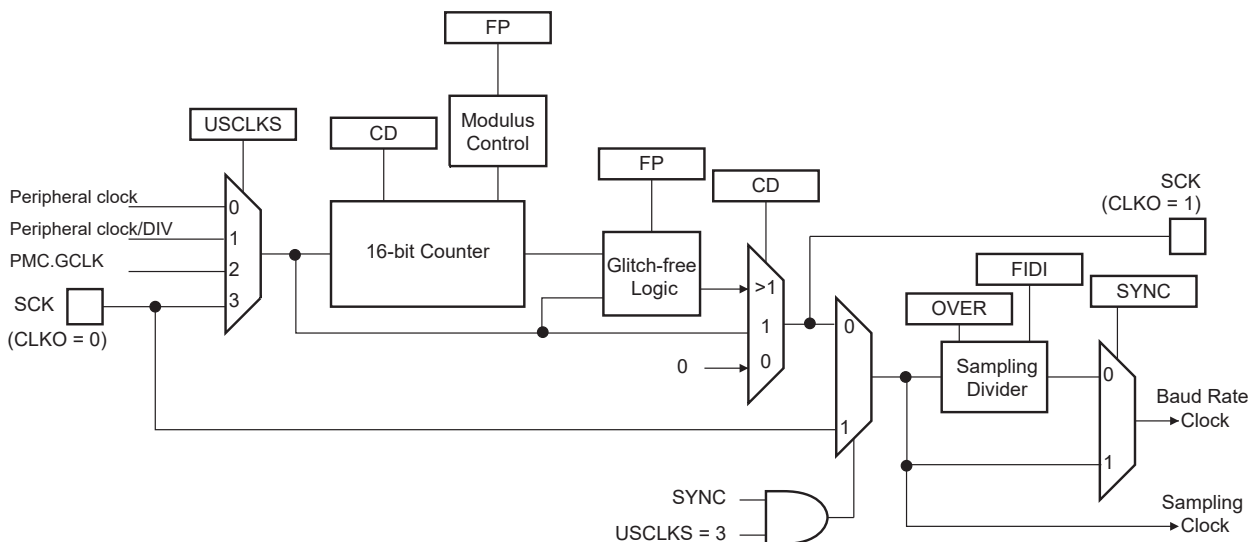 FP
USCLKS
CD
Modulus
Control
FP
CD
SCK
(CLKO = 1)
Peripheral clock
0
Peripheral clock/DIV
1
PMC.GCLK
2
SCK
3
(CLKO = 0)
16-bit Counter
Glitch-free
Logic
>1
1
0
0
0
1
FIDI
OVER
SYNC
Sampling
Divider
0
1
Baud Rate
Clock
Sampling
Clock
SYNC
USCLKS = 3